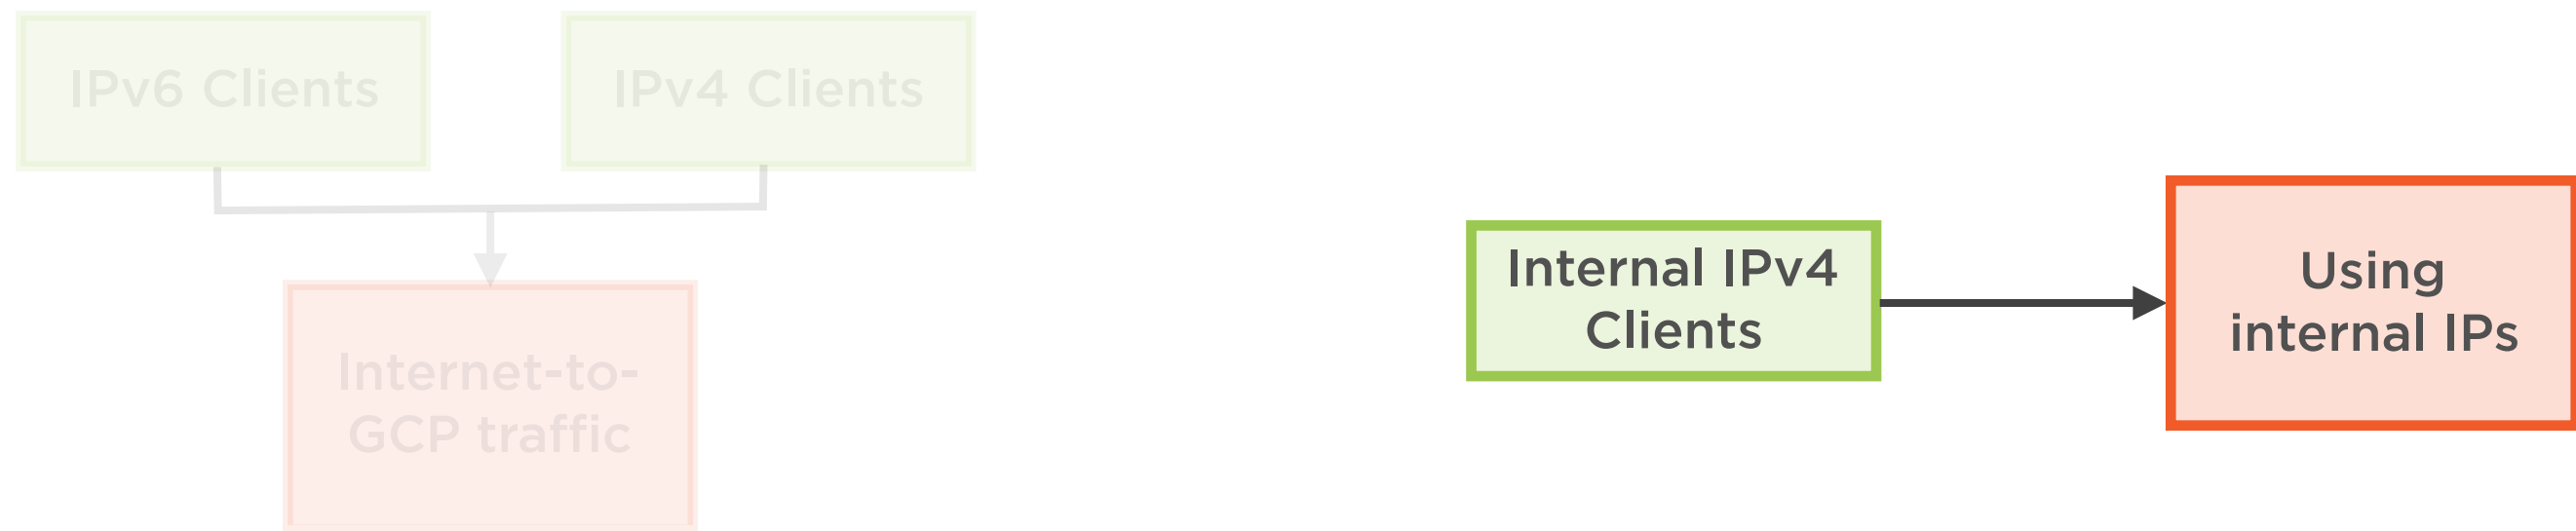 IPv6 Clients
IPv4 Clients
Internet-to-
GCP traffic
Internal IPv4
Clients
Using
internal IPs